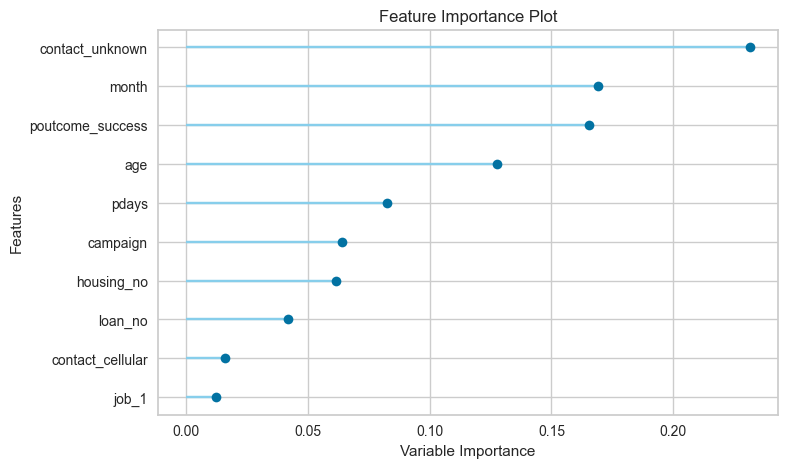 Feature Importance Plot
Features
contact_unknown
month
poutcome_success
age
pdays
campaign
housing_no
loan_no
contact_cellular
job_1
0.00 0.05 0.10 0.15 0.20
Variable Importance